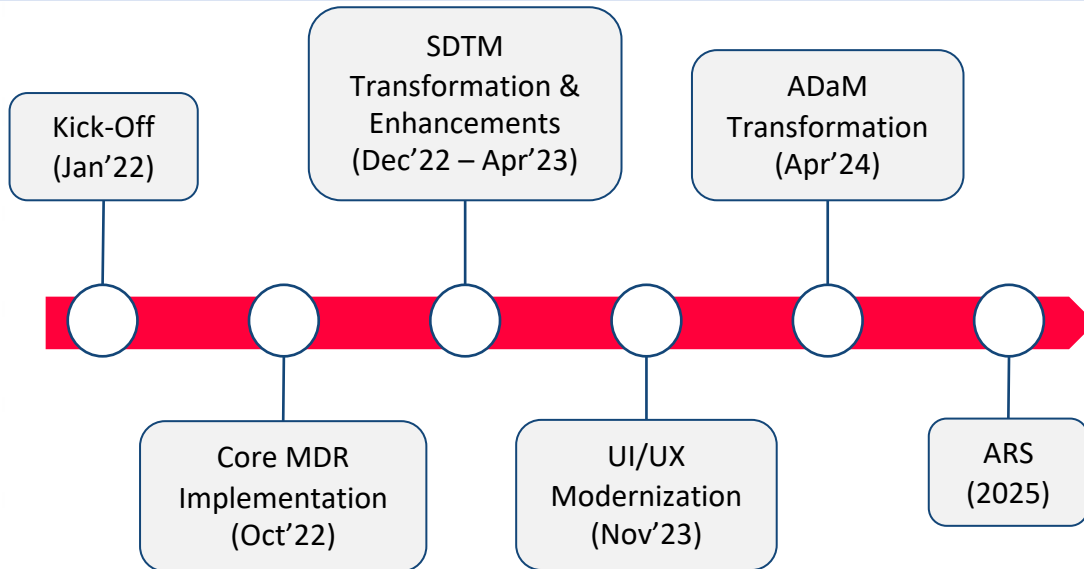 Kick-Off
(Jan’22)
Core MDR
Implementation
(Oct’22)
SDTM
Transformation &
Enhancements
(Dec’22 – Apr’23)
UI/UX
Modernization
(Nov’23)
ADaM
Transformation
(Apr’24)
ARS
(2025)